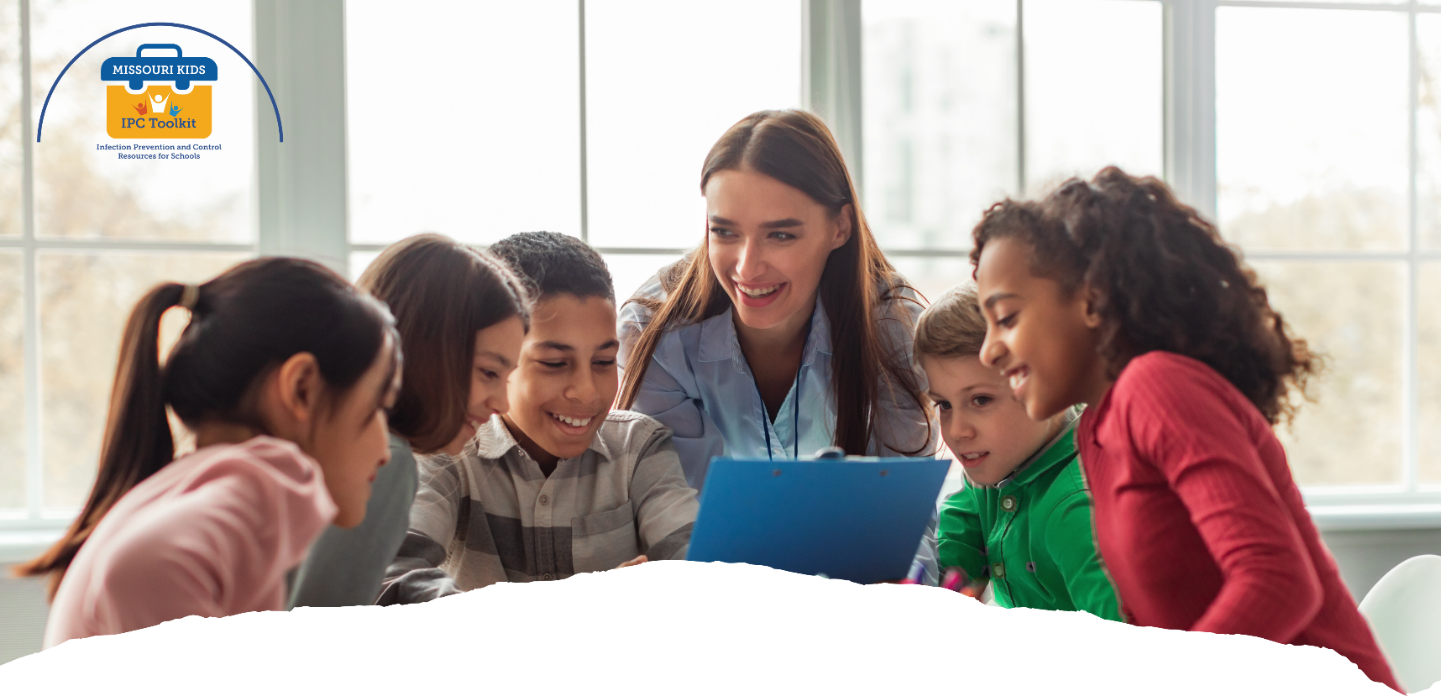 MISSOURI KIDS
IPC Toolkit
Infection Prevention and Control
Resources for Schools